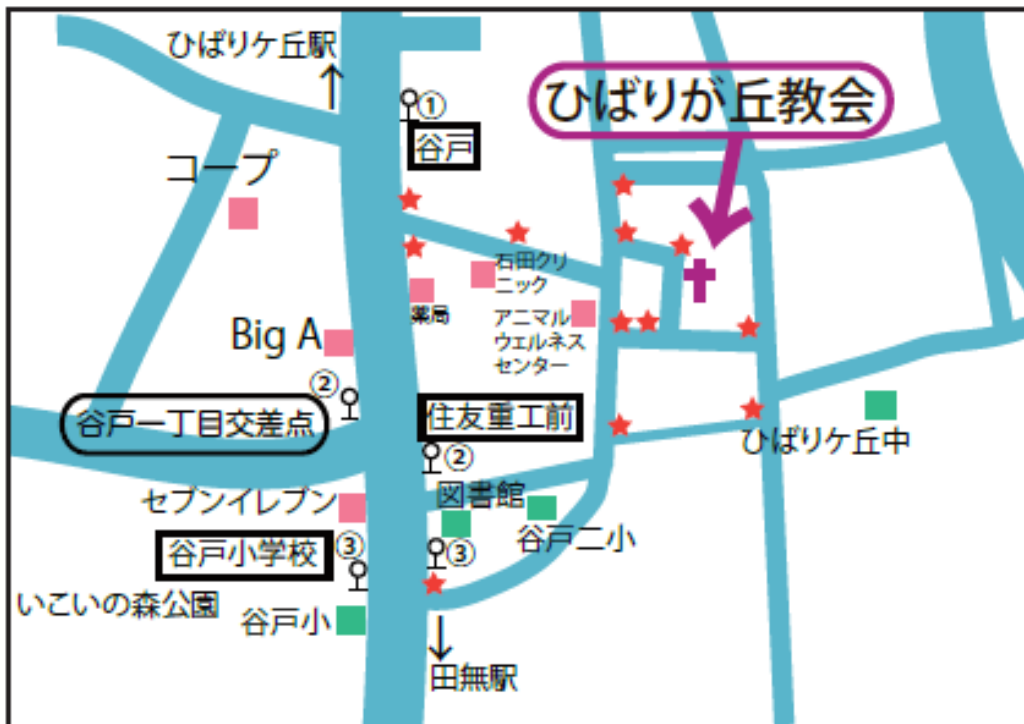 ひばりケ丘駅
↑
①
谷戸
ひばりが丘教会
コープ
石田クリ
ニック
薬局
アニマル
ウェルネス
センター
Big A
②
谷戸一丁目交差点
住友重工前
②
ひばりケ丘中
セブンイレブン
図書館
谷戸二小
谷戸小学校
③
③
いこいの森公園
谷戸小
↓
田無駅